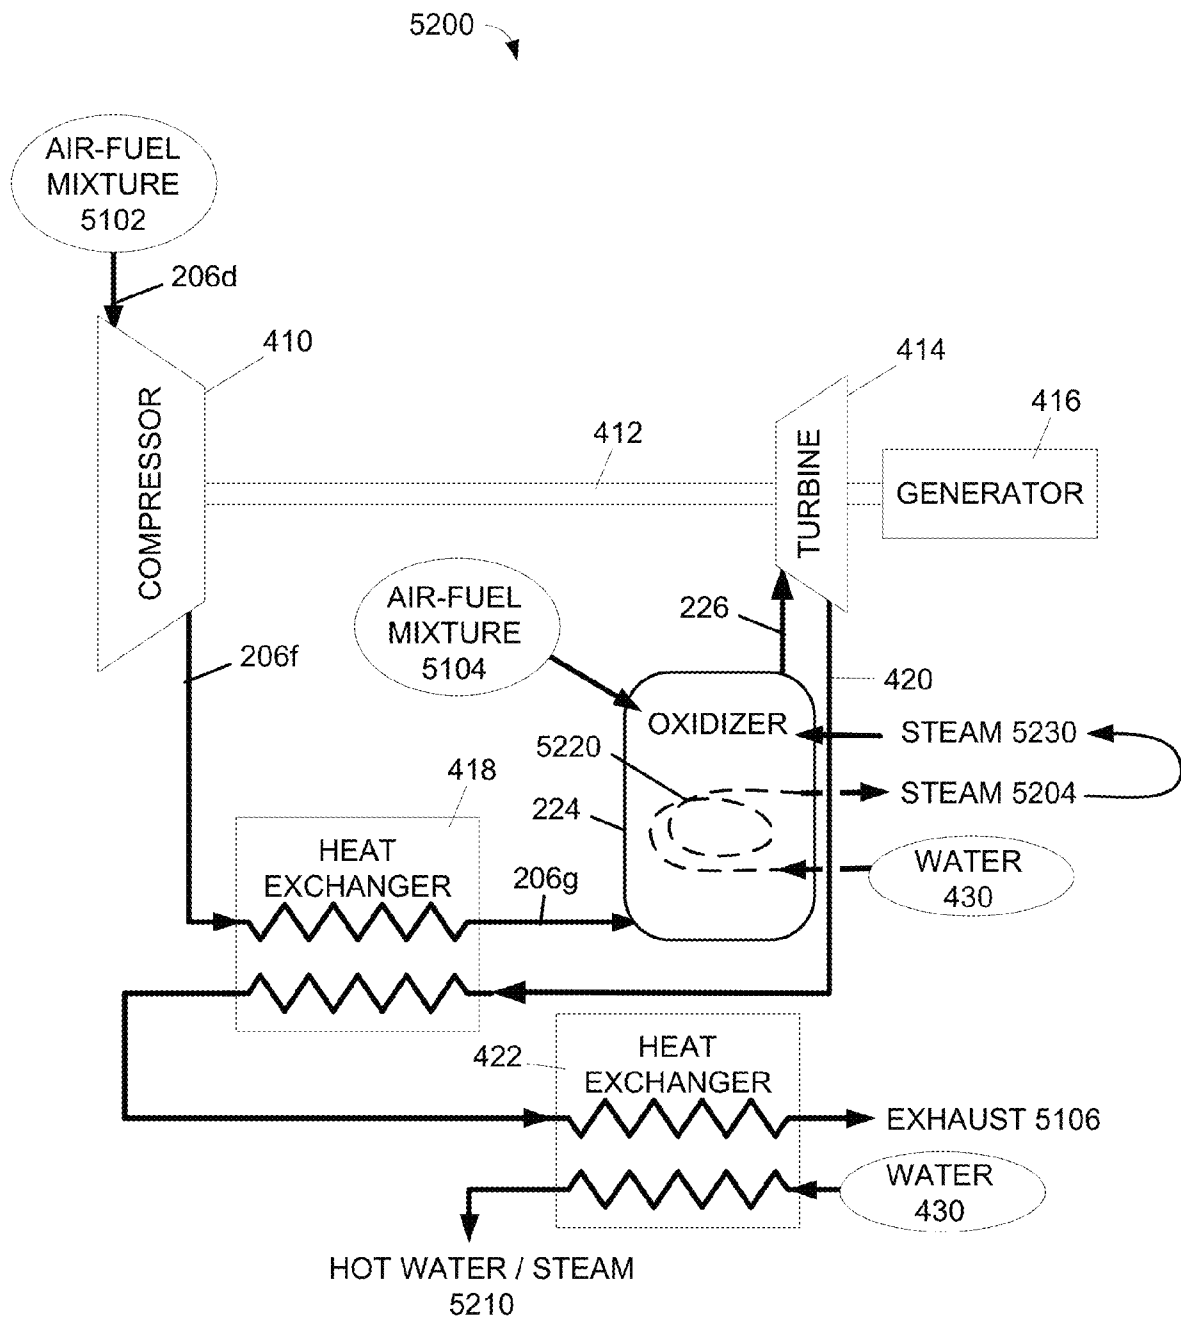 5200
AIR-FUEL
MIXTURE
5102
206d
410
COMPRESSOR
412
414
TURBINE
416
GENERATOR
AIR-FUEL
MIXTURE
5104
226
206f
420
OXIDIZER
STEAM 5230
5220
418
STEAM 5204
224
HEAT
EXCHANGER
WATER
430
206g
422
HEAT
EXCHANGER
EXHAUST 5106
WATER
430
HOT WATER / STEAM
5210